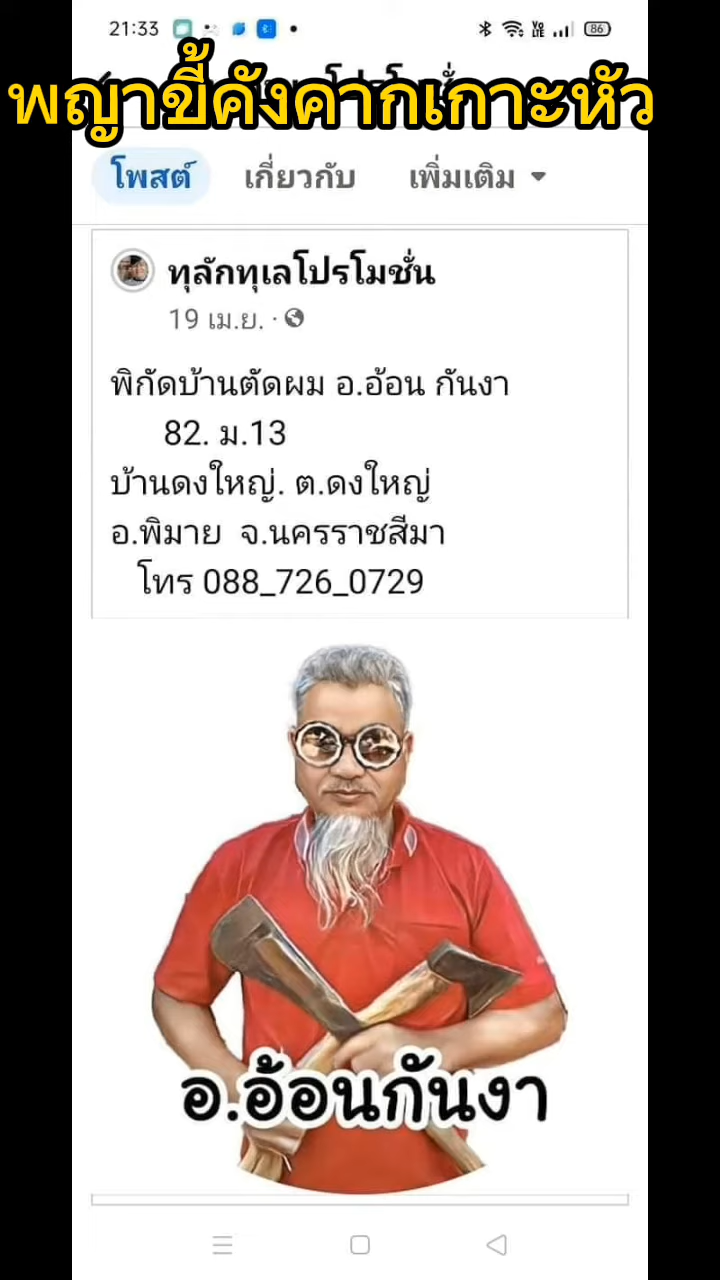 21:33
86
พญาขี้คังคากเกาะหัว
โพสต์ เกี่ยวกับ เพิ่มเติม
ทุลักทุเลโปรโมชั่น
19 เม.ย.
พิกัดบ้านตัดผม อ.อ้อน กันงา
82. ม.13
บ้านดงใหญ่. ต.ดงใหญ่
อ.พิมาย จ.นครราชสีมา
โทร 088_726_0729
อ.อ้อนกันงา